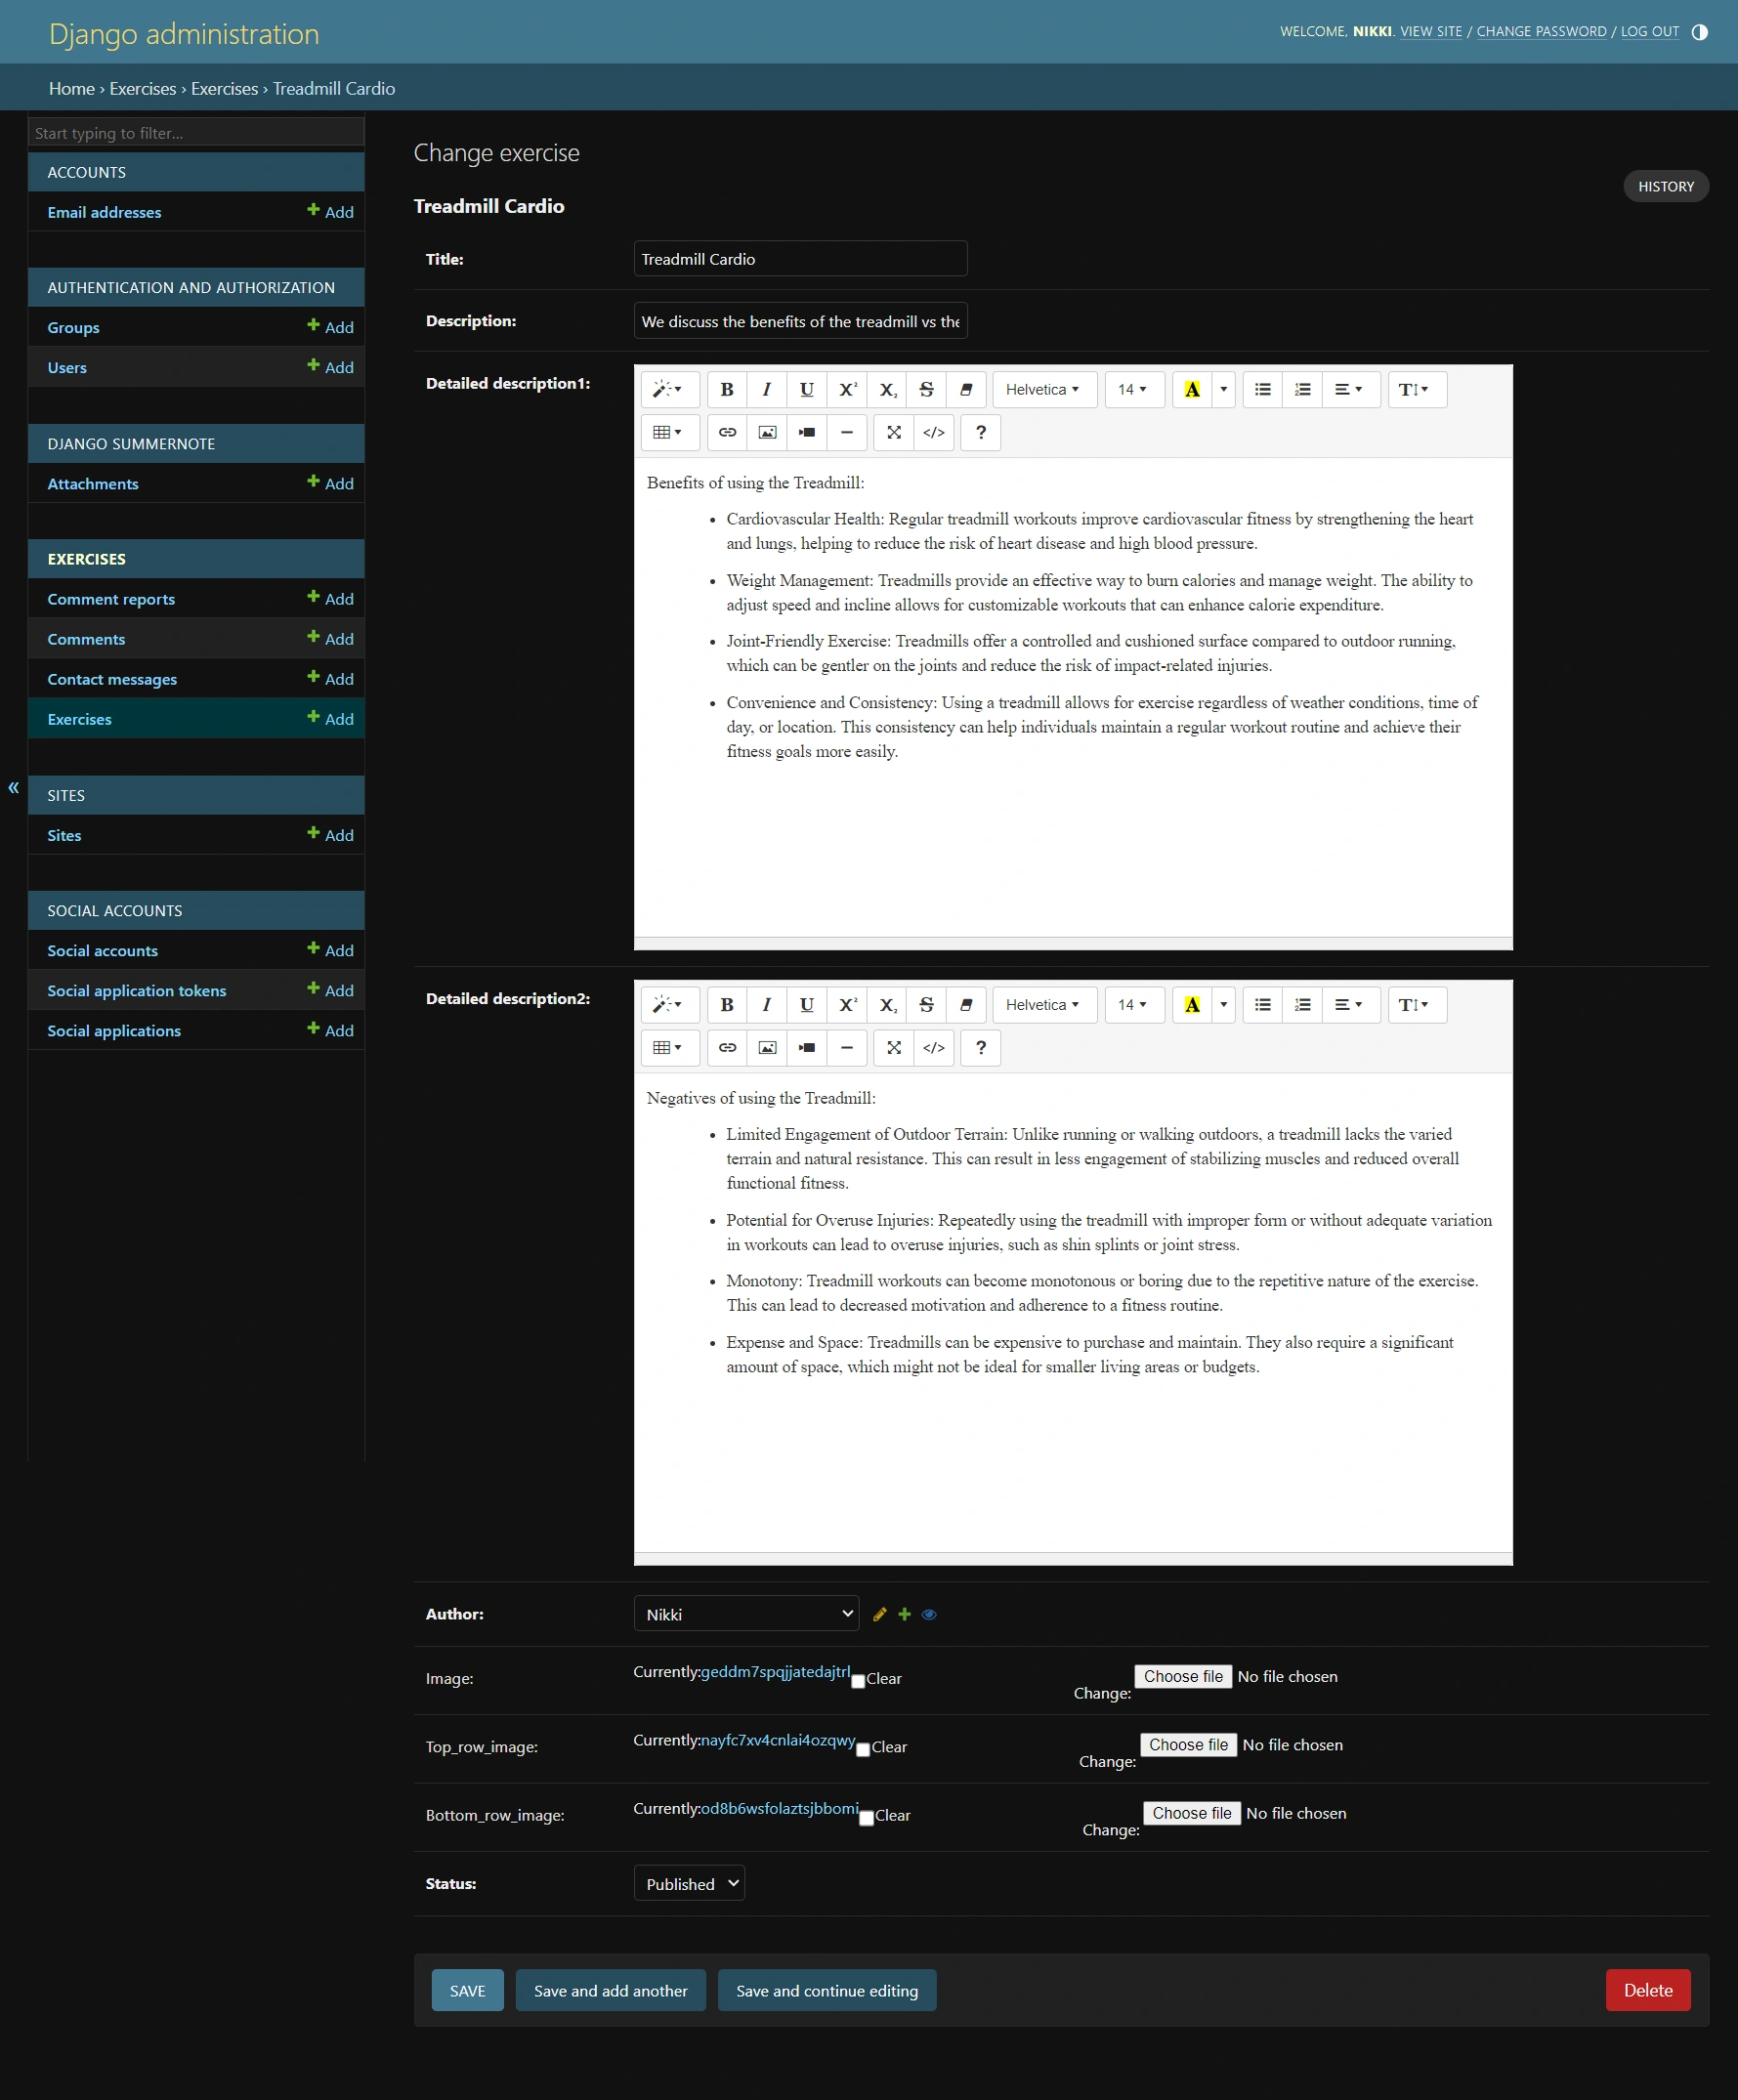 Django administration
WELCOME, NIKKI. VIEW SITE / CHANGE PASSWORD / LOG OUT
Home › Exercises › Exercises › Treadmill Cardio
Start typing to filter...
ACCOUNTS
Email addresses Add
AUTHENTICATION AND AUTHORIZATION
Groups Add
Users Add
DJANGO SUMMERNOTE
Attachments Add
EXERCISES
Comment reports Add
Comments Add
Contact messages Add
Exercises Add
«
SITES
Sites Add
SOCIAL ACCOUNTS
Social accounts Add
Social application tokens Add
Social applications Add
Change exercise
HISTORY
Treadmill Cardio
Title: Treadmill Cardio
Description: We discuss the benefits of the treadmill vs the
Detailed description1:
B I U X² X₂ S Helvetica 14 A T
</> ?
Benefits of using the Treadmill:
• Cardiovascular Health: Regular treadmill workouts improve cardiovascular fitness by strengthening the heart
and lungs, helping to reduce the risk of heart disease and high blood pressure.
• Weight Management: Treadmills provide an effective way to burn calories and manage weight. The ability to
adjust speed and incline allows for customizable workouts that can enhance calorie expenditure.
• Joint-Friendly Exercise: Treadmills offer a controlled and cushioned surface compared to outdoor running,
which can be gentler on the joints and reduce the risk of impact-related injuries.
• Convenience and Consistency: Using a treadmill allows for exercise regardless of weather conditions, time of
day, or location. This consistency can help individuals maintain a regular workout routine and achieve their
fitness goals more easily.
Detailed description2:
B I U X² X₂ S Helvetica 14 A T
</> ?
Negatives of using the Treadmill:
• Limited Engagement of Outdoor Terrain: Unlike running or walking outdoors, a treadmill lacks the varied
terrain and natural resistance. This can result in less engagement of stabilizing muscles and reduced overall
functional fitness.
• Potential for Overuse Injuries: Repeatedly using the treadmill with improper form or without adequate variation
in workouts can lead to overuse injuries, such as shin splints or joint stress.
• Monotony: Treadmill workouts can become monotonous or boring due to the repetitive nature of the exercise.
This can lead to decreased motivation and adherence to a fitness routine.
• Expense and Space: Treadmills can be expensive to purchase and maintain. They also require a significant
amount of space, which might not be ideal for smaller living areas or budgets.
Author: Nikki
Image: Currently:geddm7spqjjatedajtrl Clear Change: Choose file No file chosen
Top_row_image: Currently:nayfc7xv4cnlai4ozqwy Clear Change: Choose file No file chosen
Bottom_row_image: Currently:od8b6wsfolaztsjbbomi Clear Change: Choose file No file chosen
Status: Published
SAVE Save and add another Save and continue editing Delete